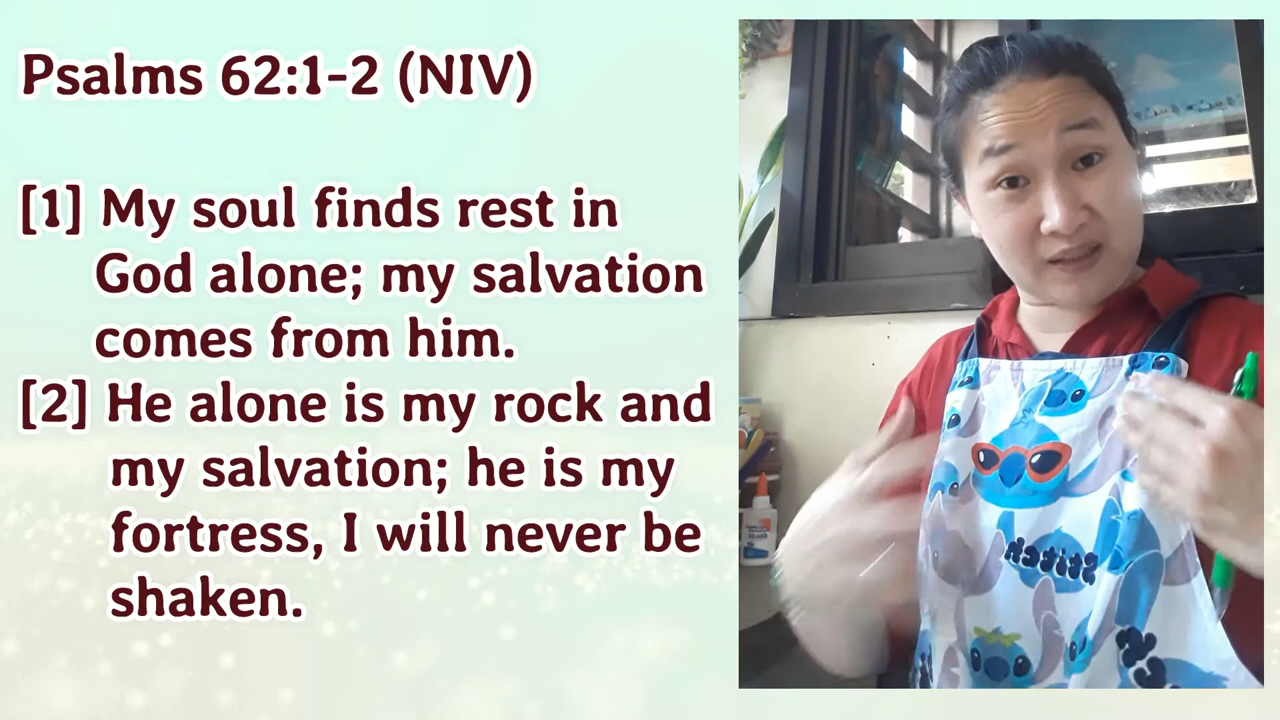 Psalms 62:1-2 (NIV)
[1] My soul finds rest in
God alone; my salvation
comes from him.
[2] He alone is my rock and
my salvation; he is my
fortress, I will never be
shaken.
Stitch